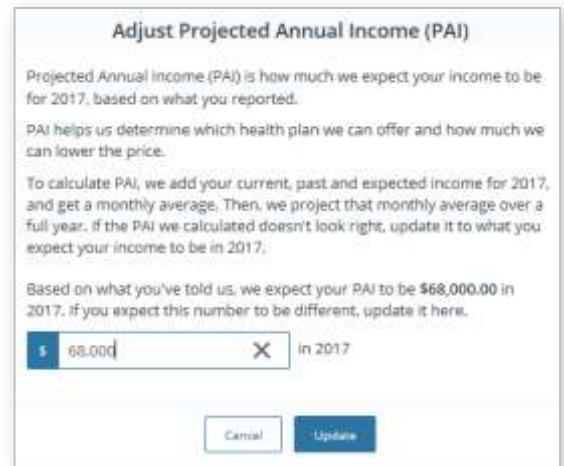 Adjust Projected Annual Income (PAI)
Projected Annual Income (PAI) is how much we expect your income to be
for 2017, based on what you reported.
PAI helps us determine which health plan we can offer and how much we
can lower the price.
To calculate PAI, we add your current, past and expected income for 2017,
and get a monthly average. Then, we project that monthly average over a
full year. If the PAI we calculated doesn't look right, update it to what you
expect your income to be in 2017.
Based on what you've told us, we expect your PAI to be $68,000.00 in
2017. If you expect this number to be different, update it here.
$ 68,000 in 2017
Cancel Update